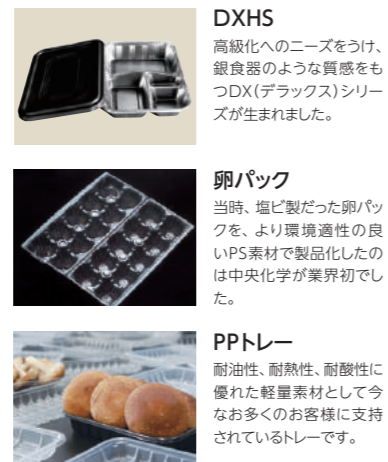 DXHS
高級化へのニーズをうけ、
銀食器のような質感をも
つDX(デラックス)シリー
ズが生まれました。
卵パック
当時、塩ビ製だった卵パッ
クを、より環境適性の良
いPS素材で製品化したの
は中央化学が業界初でし
た。
PPトレー
耐油性、耐熱性、耐酸性に
優れた軽量素材として今
なお多くのお客様に支持
されているトレーです。